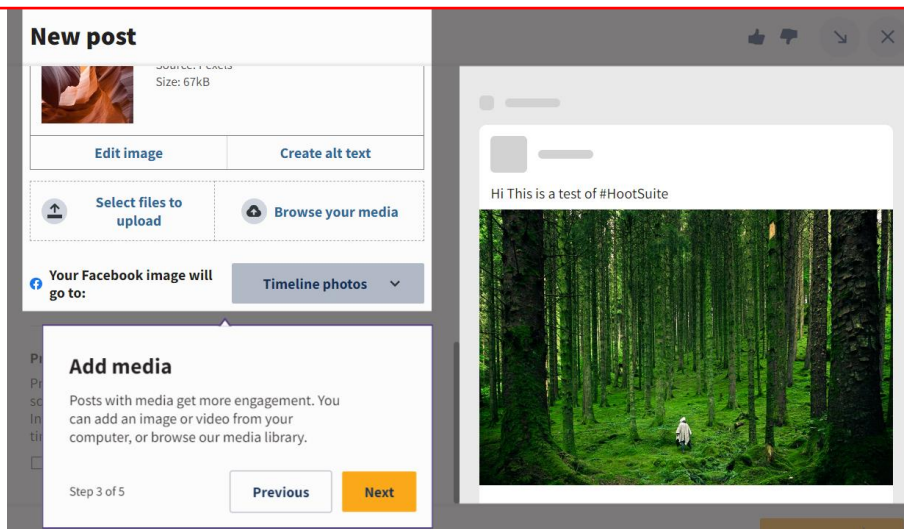 New post
Size: 67kB
Edit image
Create alt text
Select files to
upload
Browse your media
Your Facebook image will
go to:
Timeline photos
Add media
Posts with media get more engagement. You
can add an image or video from your
computer, or browse our media library.
Step 3 of 5
Previous
Next
Hi This is a test of #HootSuite